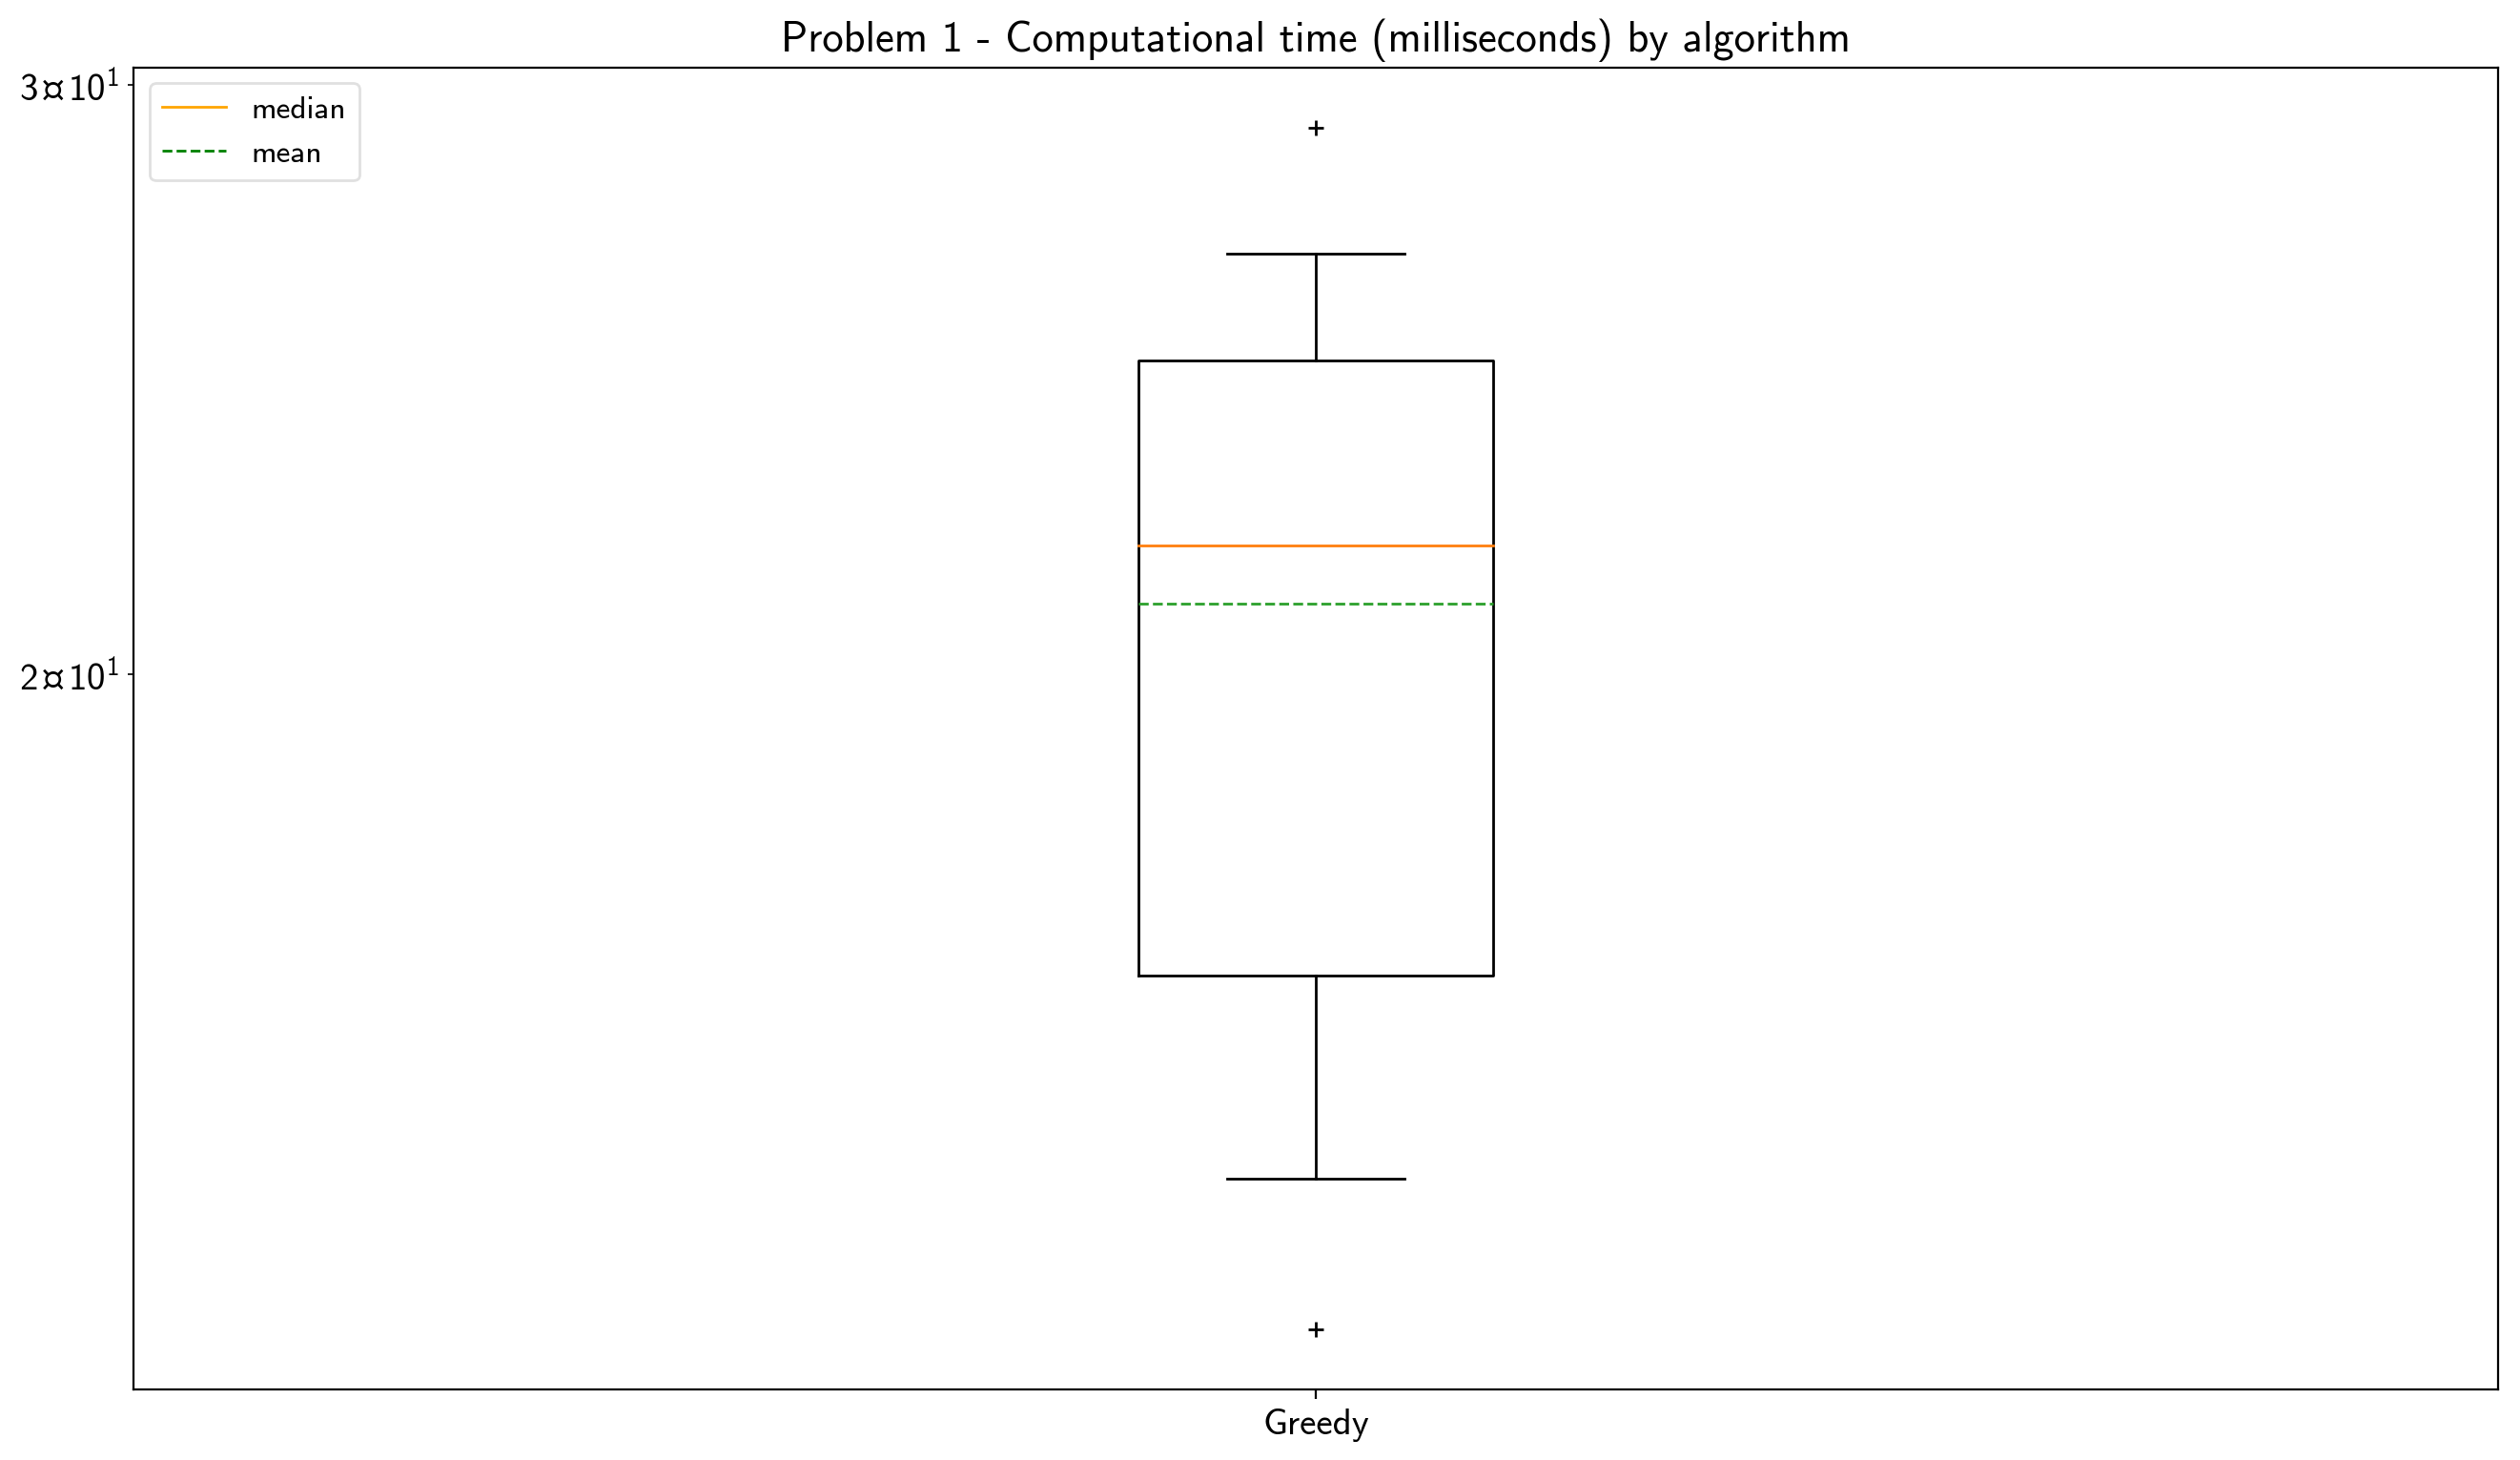 Problem 1 - Computational time (milliseconds) by algorithm
3¤10¹
median
mean
2¤10¹
Greedy